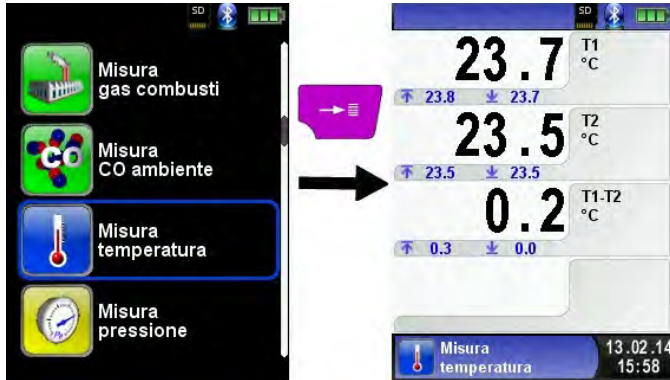 SD
Misura
gas combusti
CO
Misura
CO ambiente
Misura
temperatura
Pa
Misura
pressione
SD
23.7 T1
°C
23.8 23.7
23.5 T2
°C
23.5 23.5
0.2 T1-T2
°C
0.3 0.0
Misura
temperatura
13.02.14
15:58